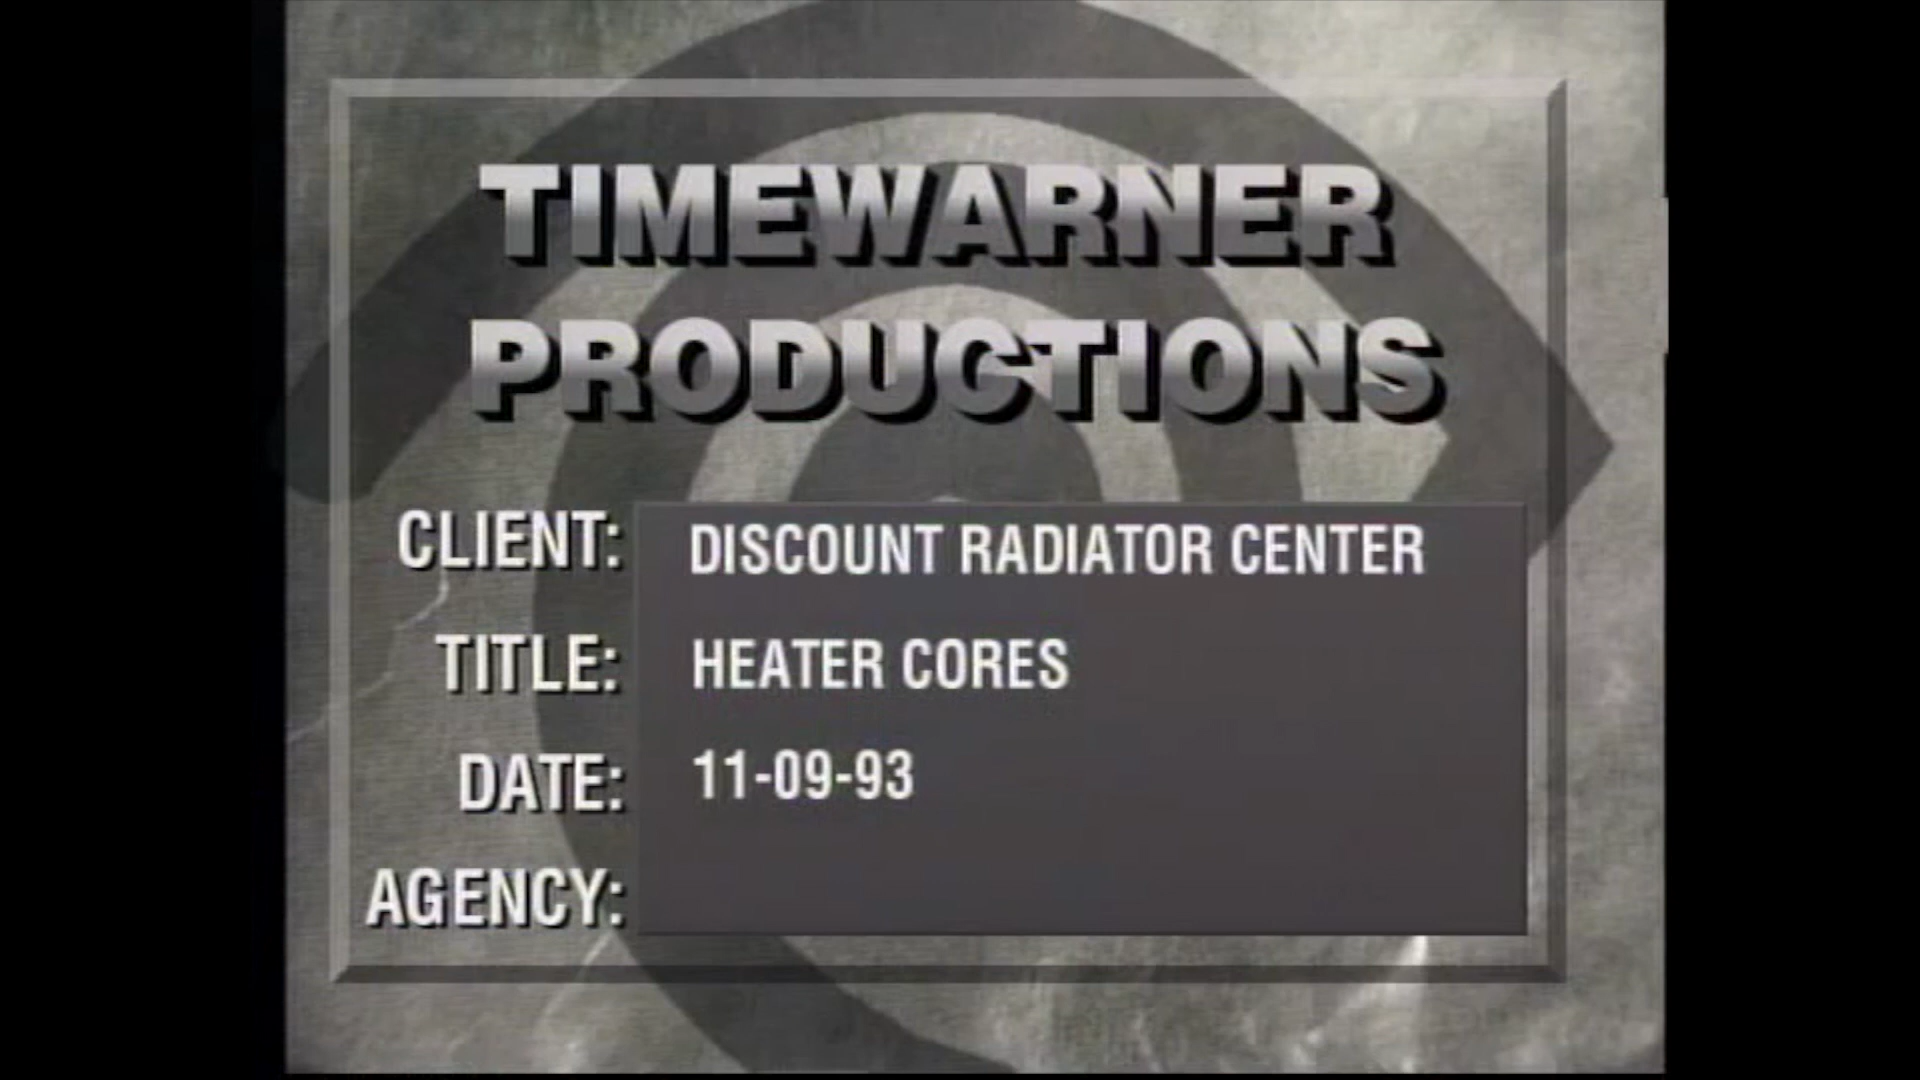 TIMEWARNER
PRODUCTIONS
CLIENT: DISCOUNT RADIATOR CENTER
TITLE: HEATER CORES
DATE: 11-09-93
AGENCY: